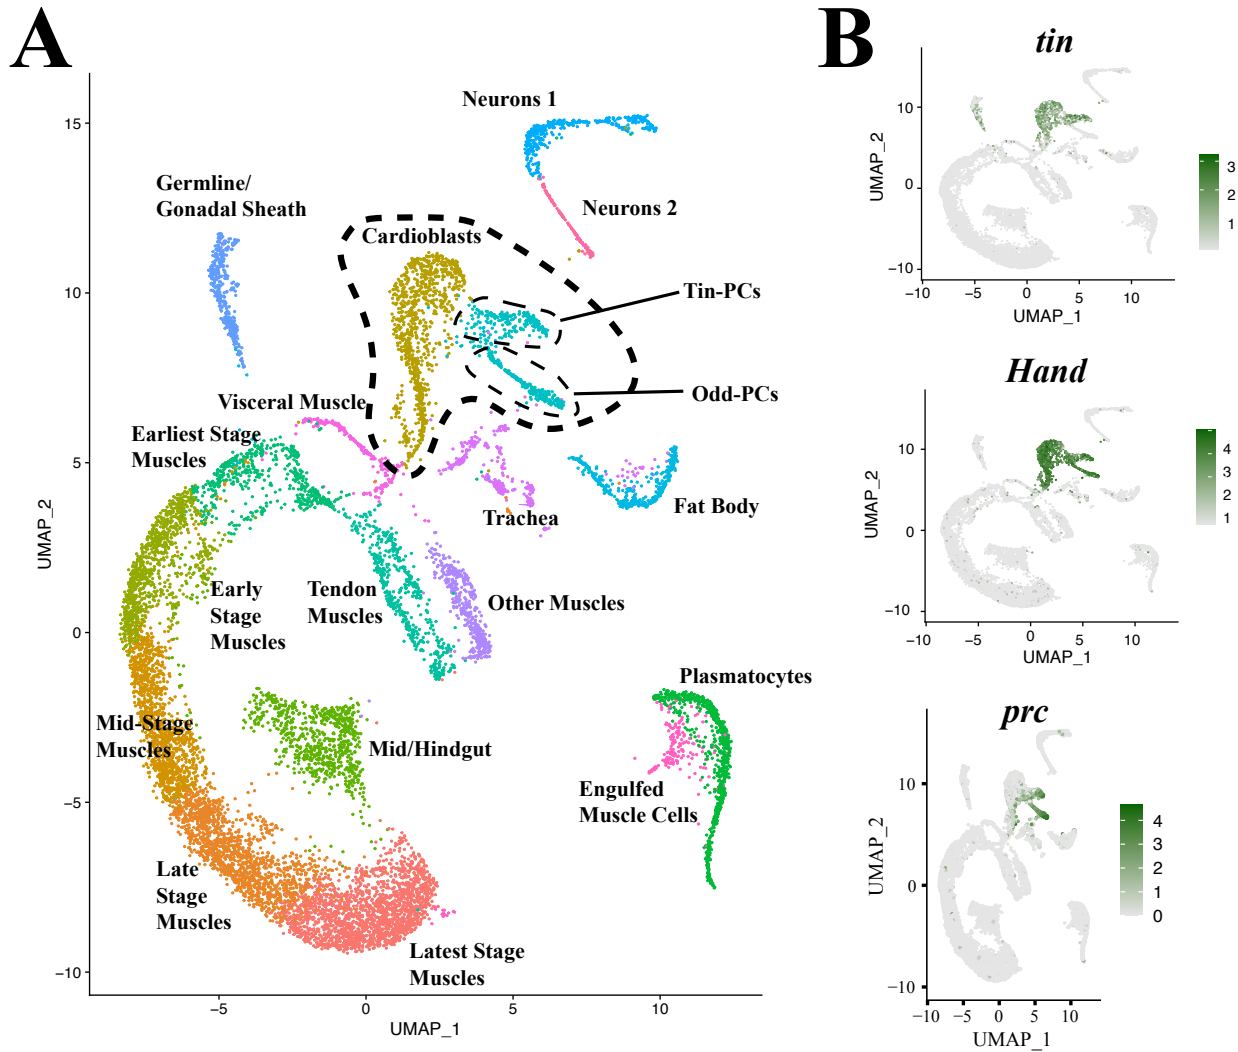 A
Neurons 1
Germline/
Gonadal Sheath
Neurons 2
Cardioblasts
Tin-PCs
Odd-PCs
Visceral Muscle
Earliest Stage
Muscles
Trachea
Fat Body
Early
Stage
Muscles
Tendon
Muscles
Other Muscles
Plasmatocytes
Mid-Stage
Muscles
Mid/Hindgut
Engulfed
Muscle Cells
Late
Stage
Muscles
Latest Stage
Muscles
15
10
5
0
−5
−10
UMAP_2
−5
0
5
10
UMAP_1
B
tin
10
0
−10
UMAP_2
−10
−5
0
5
10
UMAP_1
3
2
1
Hand
10
0
−10
UMAP_2
−10
−5
0
5
10
UMAP_1
4
3
2
1
prc
10
0
−10
UMAP_2
−10
−5
0
5
10
UMAP_1
4
3
2
1
0